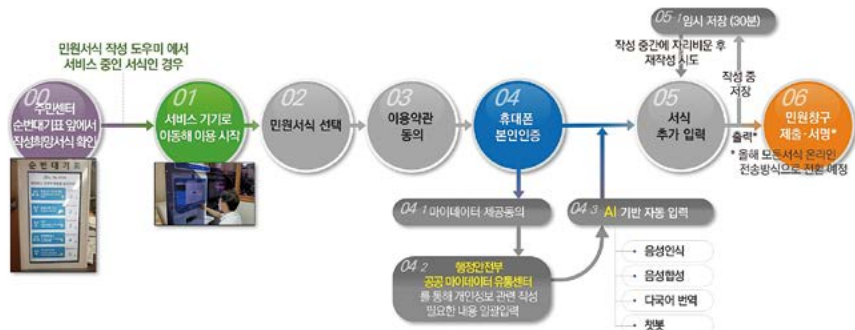 민원서식 작성 도우미 에서
서비스 중인 서식인 경우
00
주민센터
순번대기표 앞에서
작성희망서식 확인
01
서비스 기기로
이동해 이용 시작
02
민원서식 선택
03
이용약관
동의
04
휴대폰
본인인증
04 1 마이데이터 제공동의
04 2
행정안전부
공공 마이데이터 유통센터
를 통해 개인정보 관련 작성
필요한 내용 일괄입력
04 3 AI 기반 자동 입력
음성인식
음성합성
다국어 번역
챗봇
05 1 임시 저장 (30분)
작성 중간에 자리비운 후
재작성 시도
작성 중
저장
05
서식
추가 입력
출력*
06
민원창구
제출·서명*
* 올해 모든서식 온라인
전송방식으로 전환 예정
순번대기표